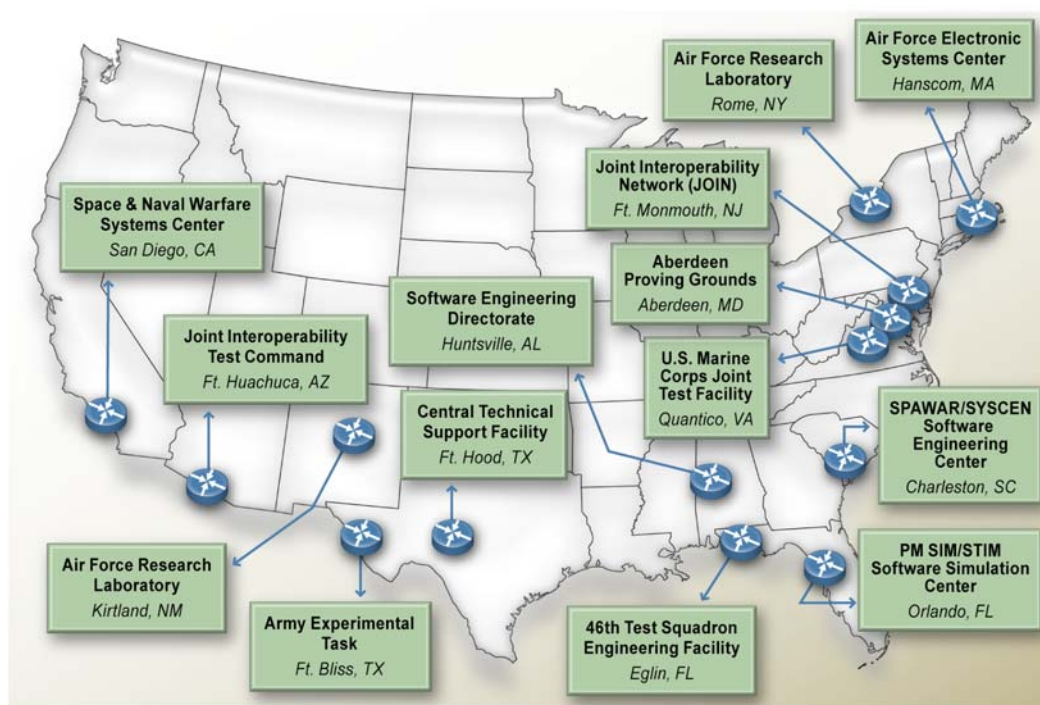 Air Force Electronic
Systems Center
Hanscom, MA
Air Force Research
Laboratory
Rome, NY
Joint Interoperability
Network (JOIN)
Ft. Monmouth, NJ
Space & Naval Warfare
Systems Center
San Diego, CA
Aberdeen
Proving Grounds
Aberdeen, MD
Software Engineering
Directorate
Huntsville, AL
Joint Interoperability
Test Command
Ft. Huachuca, AZ
U.S. Marine
Corps Joint
Test Facility
Quantico, VA
Central Technical
Support Facility
Ft. Hood, TX
SPAWAR/SYSCEN
Software
Engineering
Center
Charleston, SC
Air Force Research
Laboratory
Kirtland, NM
PM SIM/STIM
Software Simulation
Center
Orlando, FL
Army Experimental
Task
Ft. Bliss, TX
46th Test Squadron
Engineering Facility
Eglin, FL